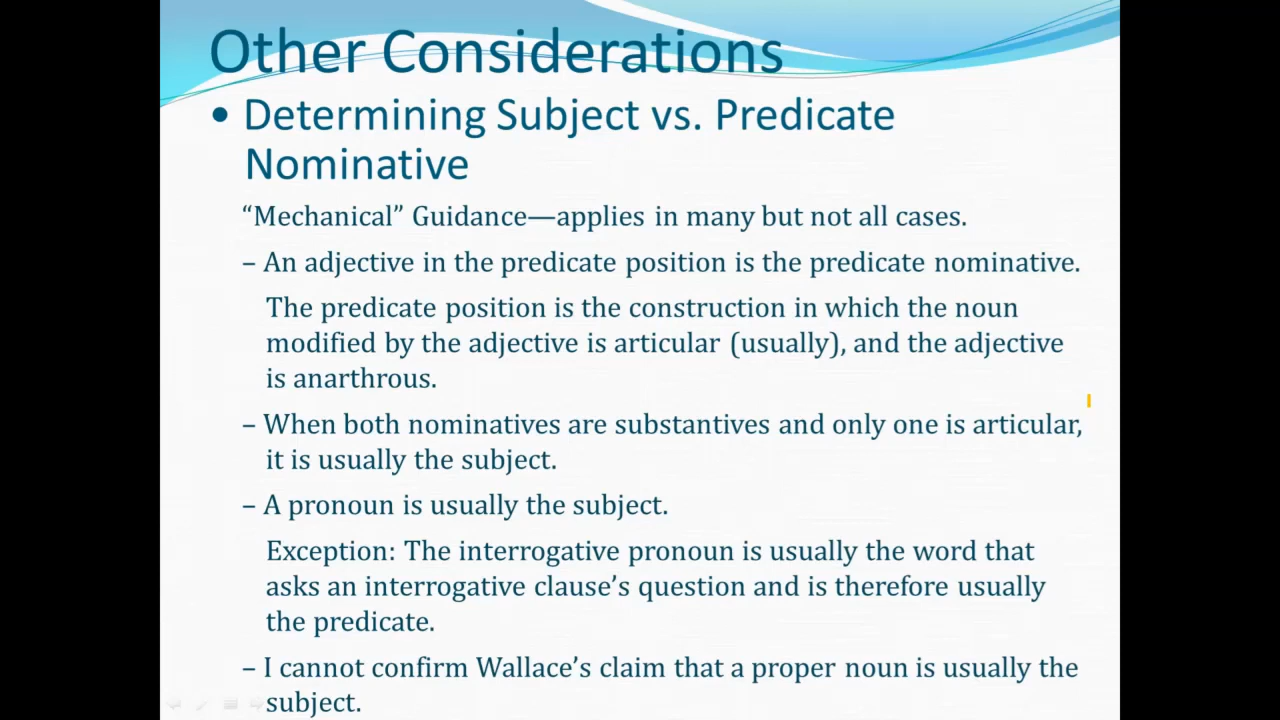 Other Considerations
• Determining Subject vs. Predicate
Nominative
“Mechanical” Guidance—applies in many but not all cases.
– An adjective in the predicate position is the predicate nominative.
The predicate position is the construction in which the noun
modified by the adjective is articular (usually), and the adjective
is anarthrous.
– When both nominatives are substantives and only one is articular,
it is usually the subject.
– A pronoun is usually the subject.
Exception: The interrogative pronoun is usually the word that
asks an interrogative clause’s question and is therefore usually
the predicate.
– I cannot confirm Wallace’s claim that a proper noun is usually the
subject.